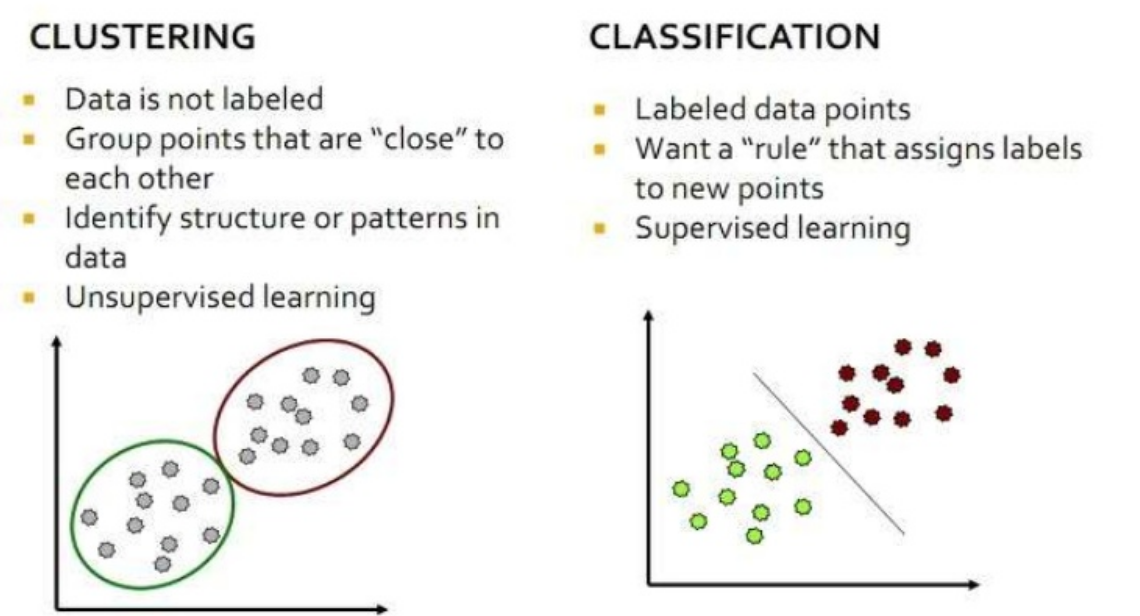 CLUSTERING
Data is not labeled
Group points that are “close” to
each other
Identify structure or patterns in
data
Unsupervised learning
CLASSIFICATION
Labeled data points
Want a “rule” that assigns labels
to new points
Supervised learning